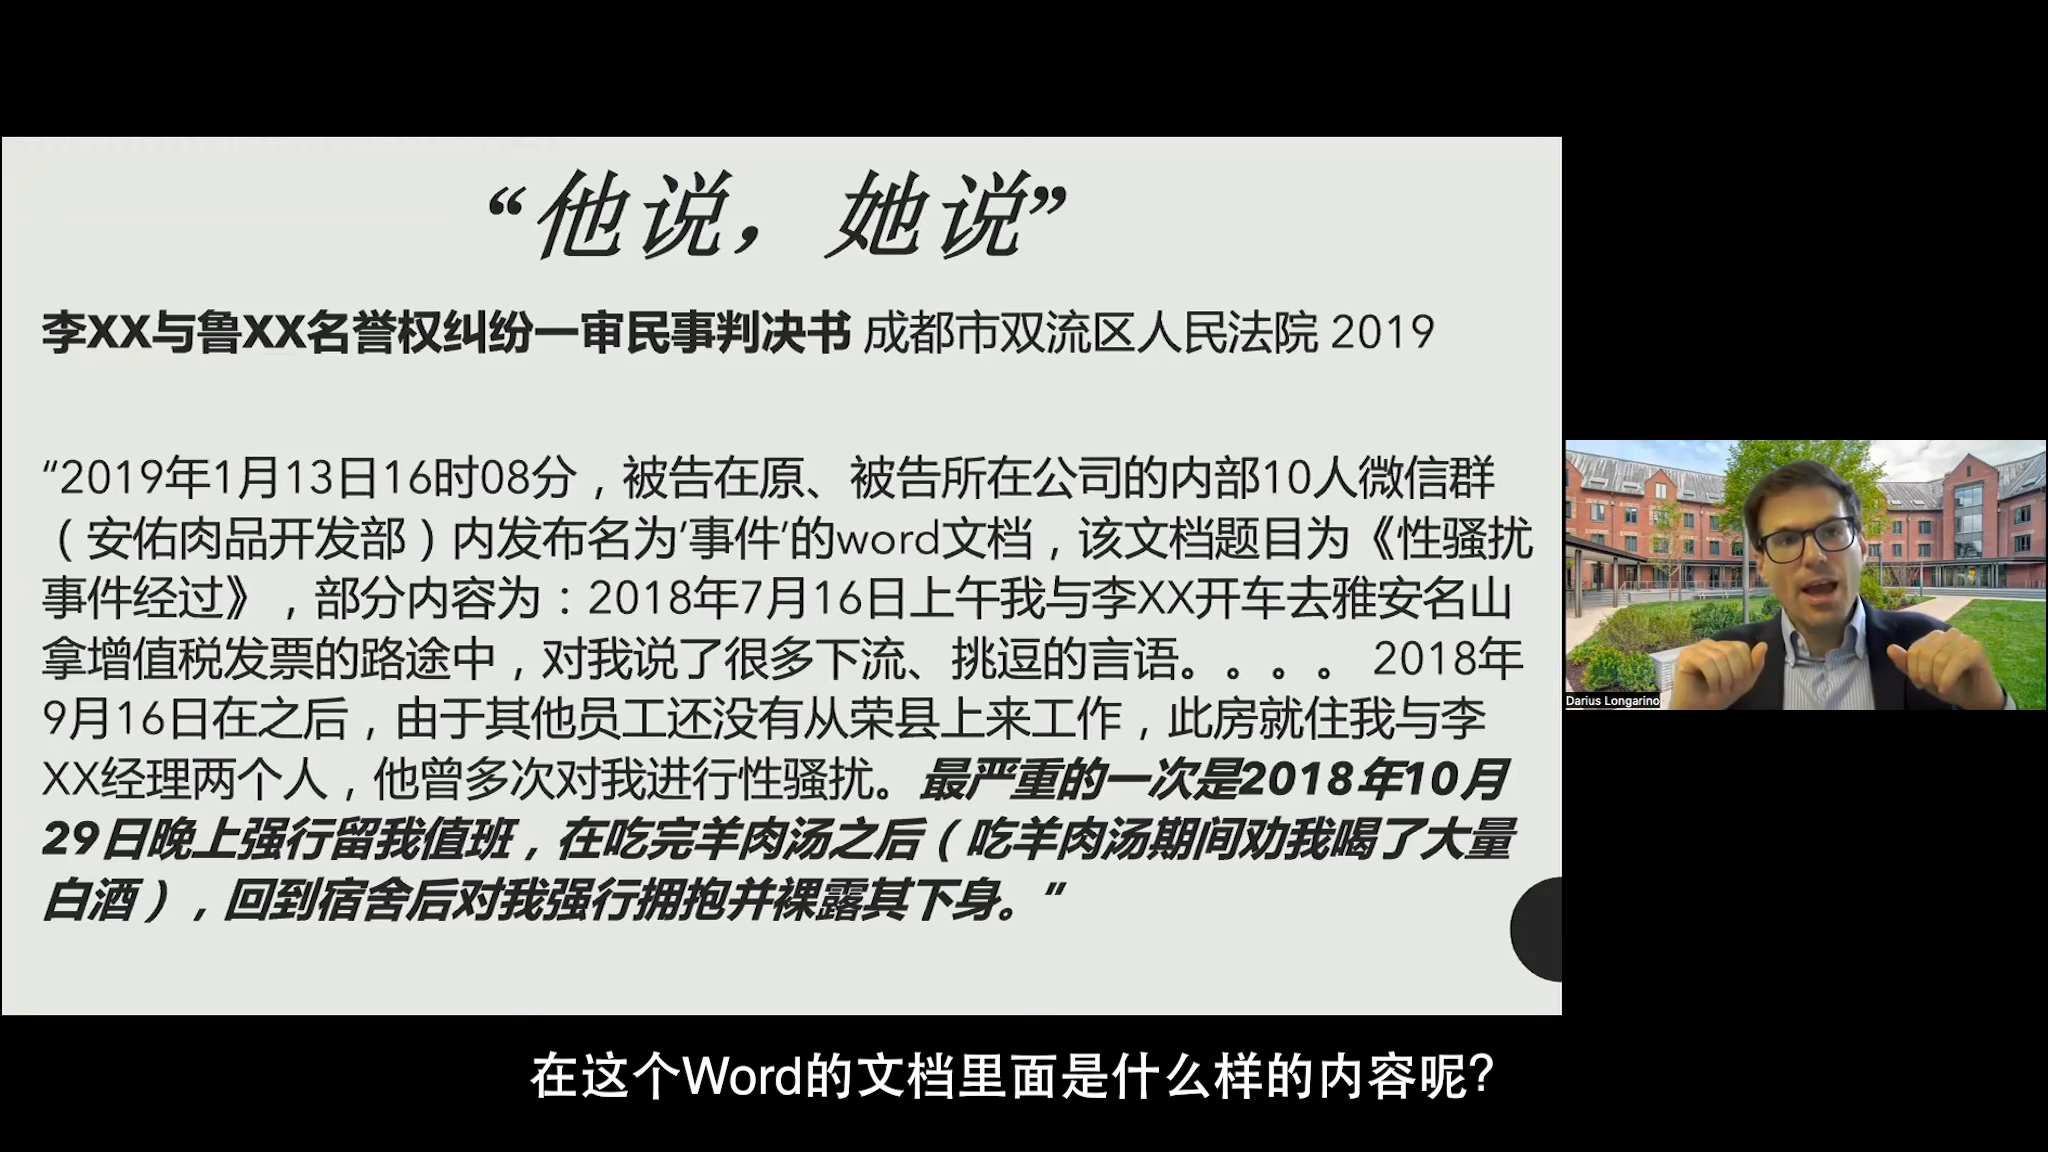 “他说，她说”
李XX与鲁XX名誉权纠纷一审民事判决书 成都市双流区人民法院 2019
“2019年1月13日16时08分，被告在原、被告所在公司的内部10人微信群
（安佑肉品开发部）内发布名为‘事件’的word文档，该文档题目为《性骚扰
事件经过》，部分内容为：2018年7月16日上午我与李XX开车去雅安名山
拿增值税发票的路途中，对我说了很多下流、挑逗的言语。。。。 2018年
9月16日在之后，由于其他员工还没有从荣县上来工作，此房就住我与李
XX经理两个人，他曾多次对我进行性骚扰。最严重的一次是2018年10月
29日晚上强行留我值班，在吃完羊肉汤之后（吃羊肉汤期间劝我喝了大量
白酒），回到宿舍后对我强行拥抱并裸露其下身。”
Darius Longarino
在这个Word的文档里面是什么样的内容呢?